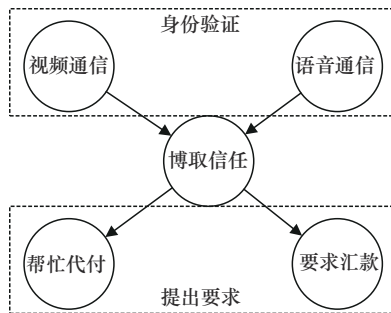 身份验证
视频通信
语音通信
博取信任
帮忙代付
要求汇款
提出要求